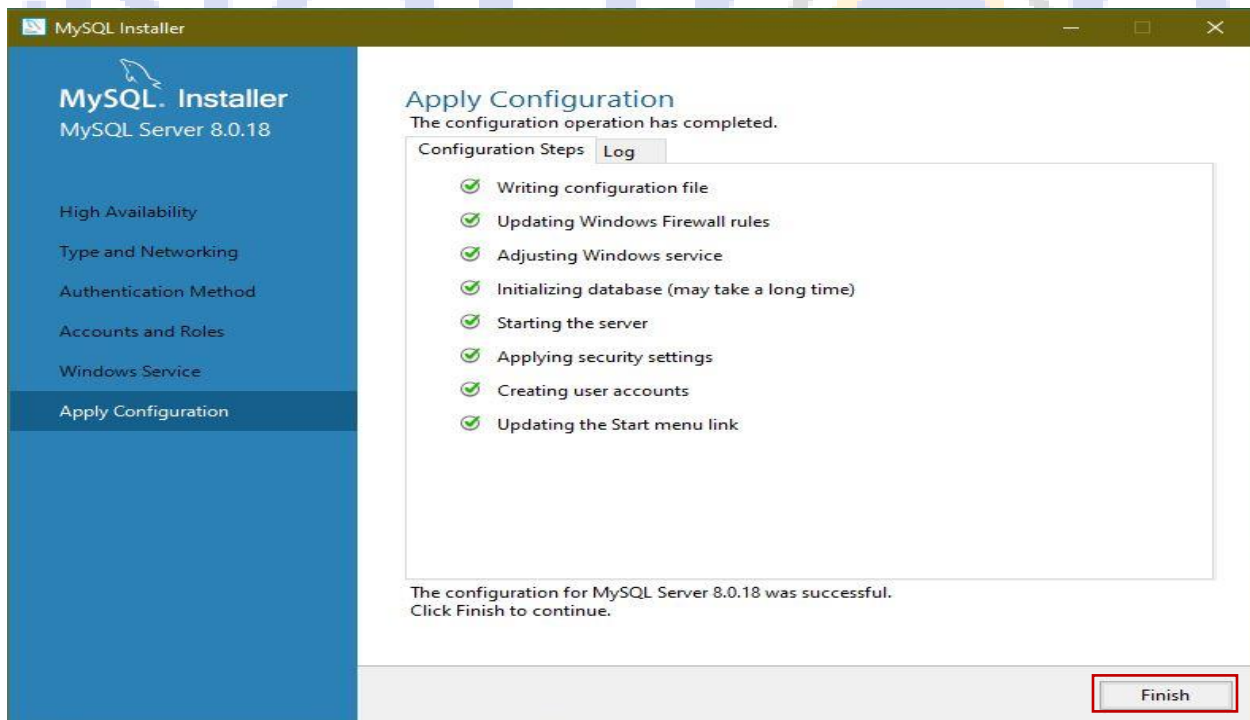 MySQL Installer
MySQL. Installer
MySQL Server 8.0.18
High Availability
Type and Networking
Authentication Method
Accounts and Roles
Windows Service
Apply Configuration
Apply Configuration
The configuration operation has completed.
Configuration Steps Log
Writing configuration file
Updating Windows Firewall rules
Adjusting Windows service
Initializing database (may take a long time)
Starting the server
Applying security settings
Creating user accounts
Updating the Start menu link
The configuration for MySQL Server 8.0.18 was successful.
Click Finish to continue.
Finish